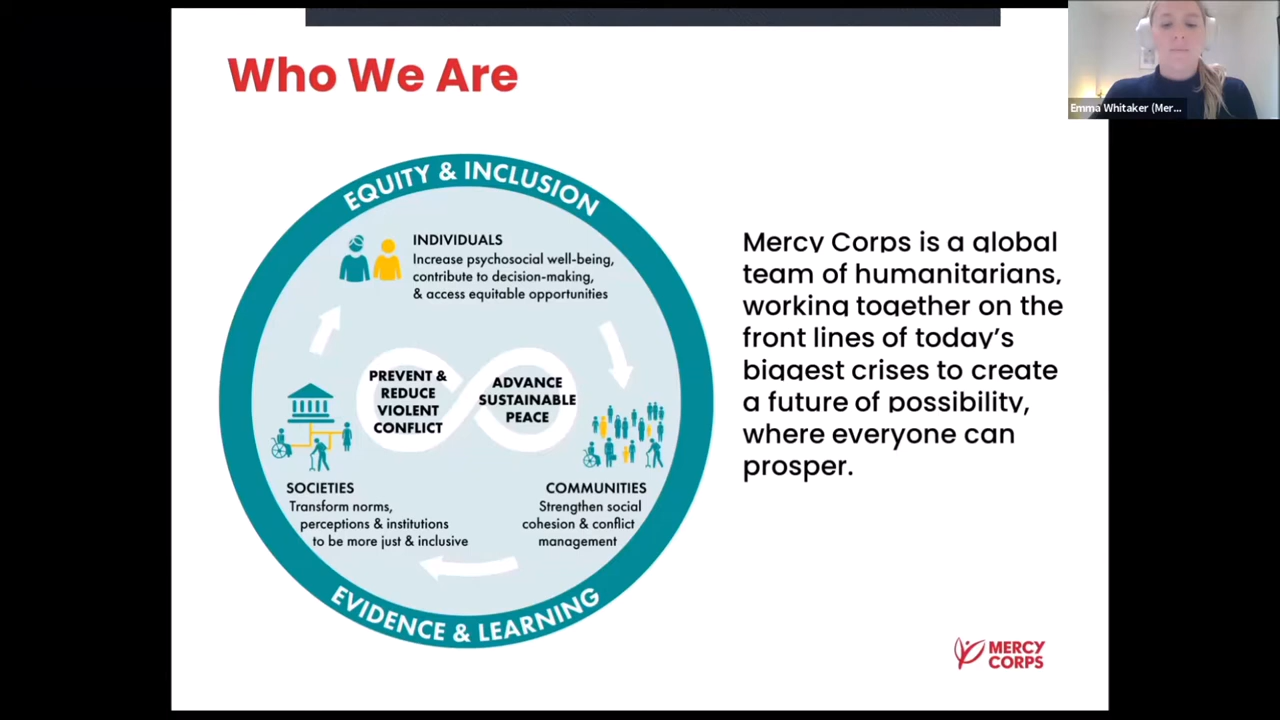 Who We Are
Emma Whitaker (Mer...
EQUITY & INCLUSION
INDIVIDUALS
Increase psychosocial well-being,
contribute to decision-making,
& access equitable opportunities
PREVENT &
REDUCE
VIOLENT
CONFLICT
ADVANCE
SUSTAINABLE
PEACE
SOCIETIES
Transform norms,
perceptions & institutions
to be more just & inclusive
COMMUNITIES
Strengthen social
cohesion & conflict
management
EVIDENCE & LEARNING
Mercy Corps is a global
team of humanitarians,
working together on the
front lines of today's
biggest crises to create
a future of possibility,
where everyone can
prosper.
MERCY
CORPS